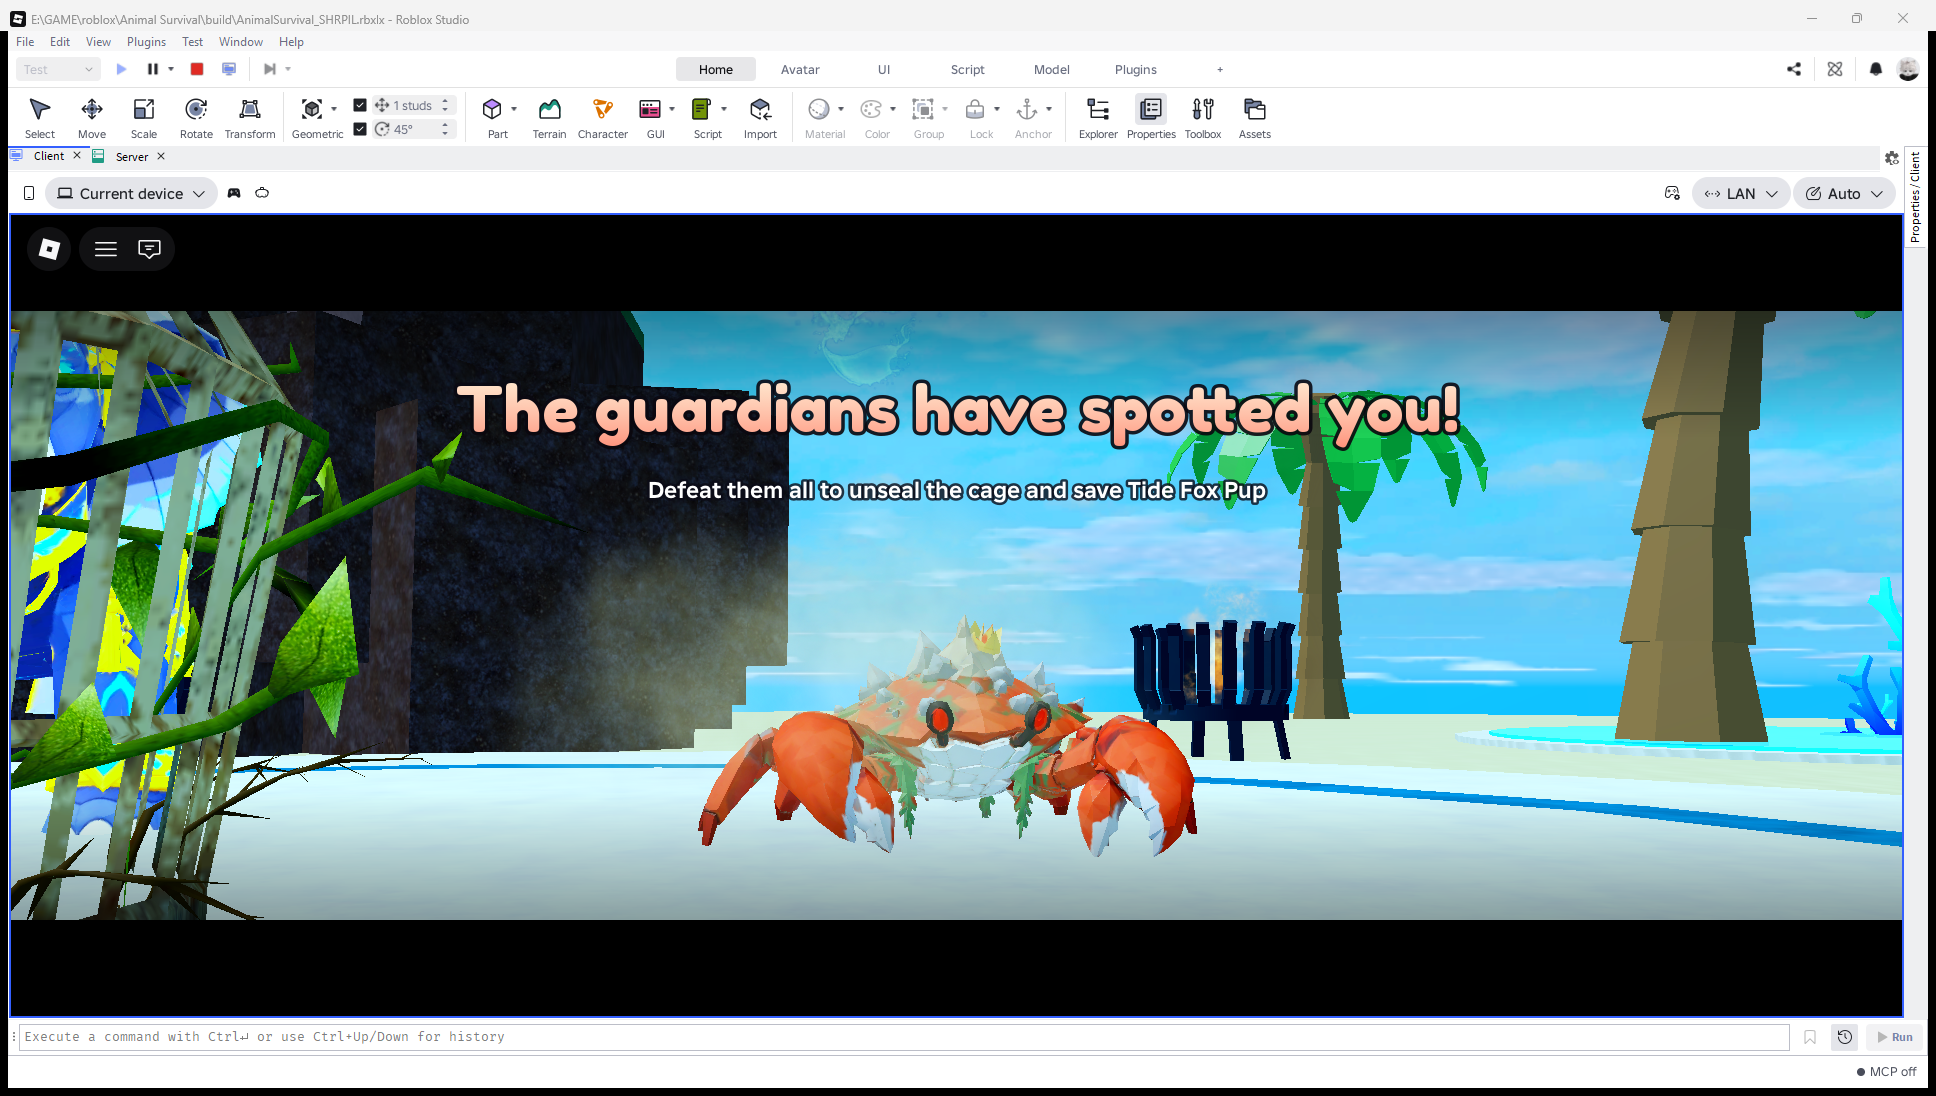 E:\GAME\roblox\Animal Survival\build\AnimalSurvival_SHRPIL.rbxlx - Roblox Studio
File Edit View Plugins Test Window Help
Test Home Avatar UI Script Model Plugins +
1 studs
45°
Select Move Scale Rotate Transform Geometric Part Terrain Character GUI Script Import Material Color Group Lock Anchor Explorer Properties Toolbox Assets
Client Server
Properties / Client
Current device LAN Auto
The guardians have spotted you!
Defeat them all to unseal the cage and save Tide Fox Pup
Execute a command with Ctrl↵ or use Ctrl+Up/Down for history Run
MCP off